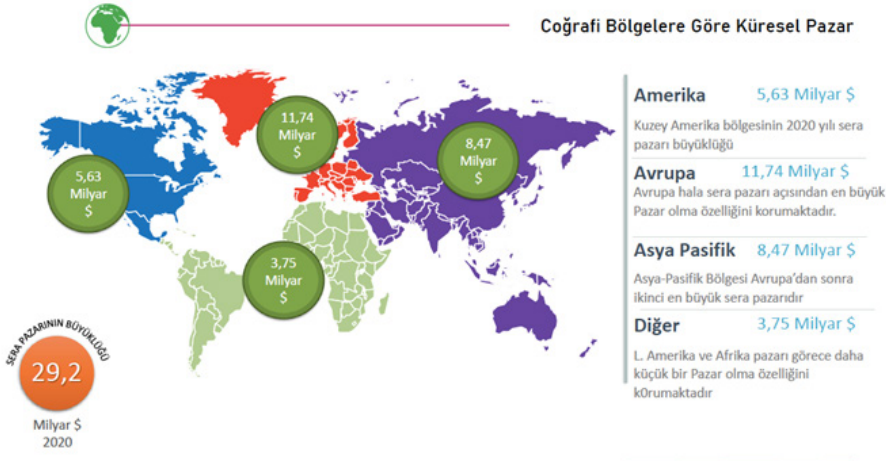 Coğrafi Bölgelere Göre Küresel Pazar
11,74
Milyar
$
8,47
Milyar
$
5,63
Milyar
$
3,75
Milyar
$
SERA PAZARININ BÜYÜKLÜĞÜ
29,2
Milyar $
2020
Amerika 5,63 Milyar $
Kuzey Amerika bölgesinin 2020 yılı sera
pazarı büyüklüğü
Avrupa 11,74 Milyar $
Avrupa hala sera pazarı açısından en büyük
Pazar olma özelliğini korumaktadır.
Asya Pasifik 8,47 Milyar $
Asya-Pasifik Bölgesi Avrupa'dan sonra
ikinci en büyük sera pazarıdır
Diğer 3,75 Milyar $
L. Amerika ve Afrika pazarı görece daha
küçük bir Pazar olma özelliğini
k0rumaktadır